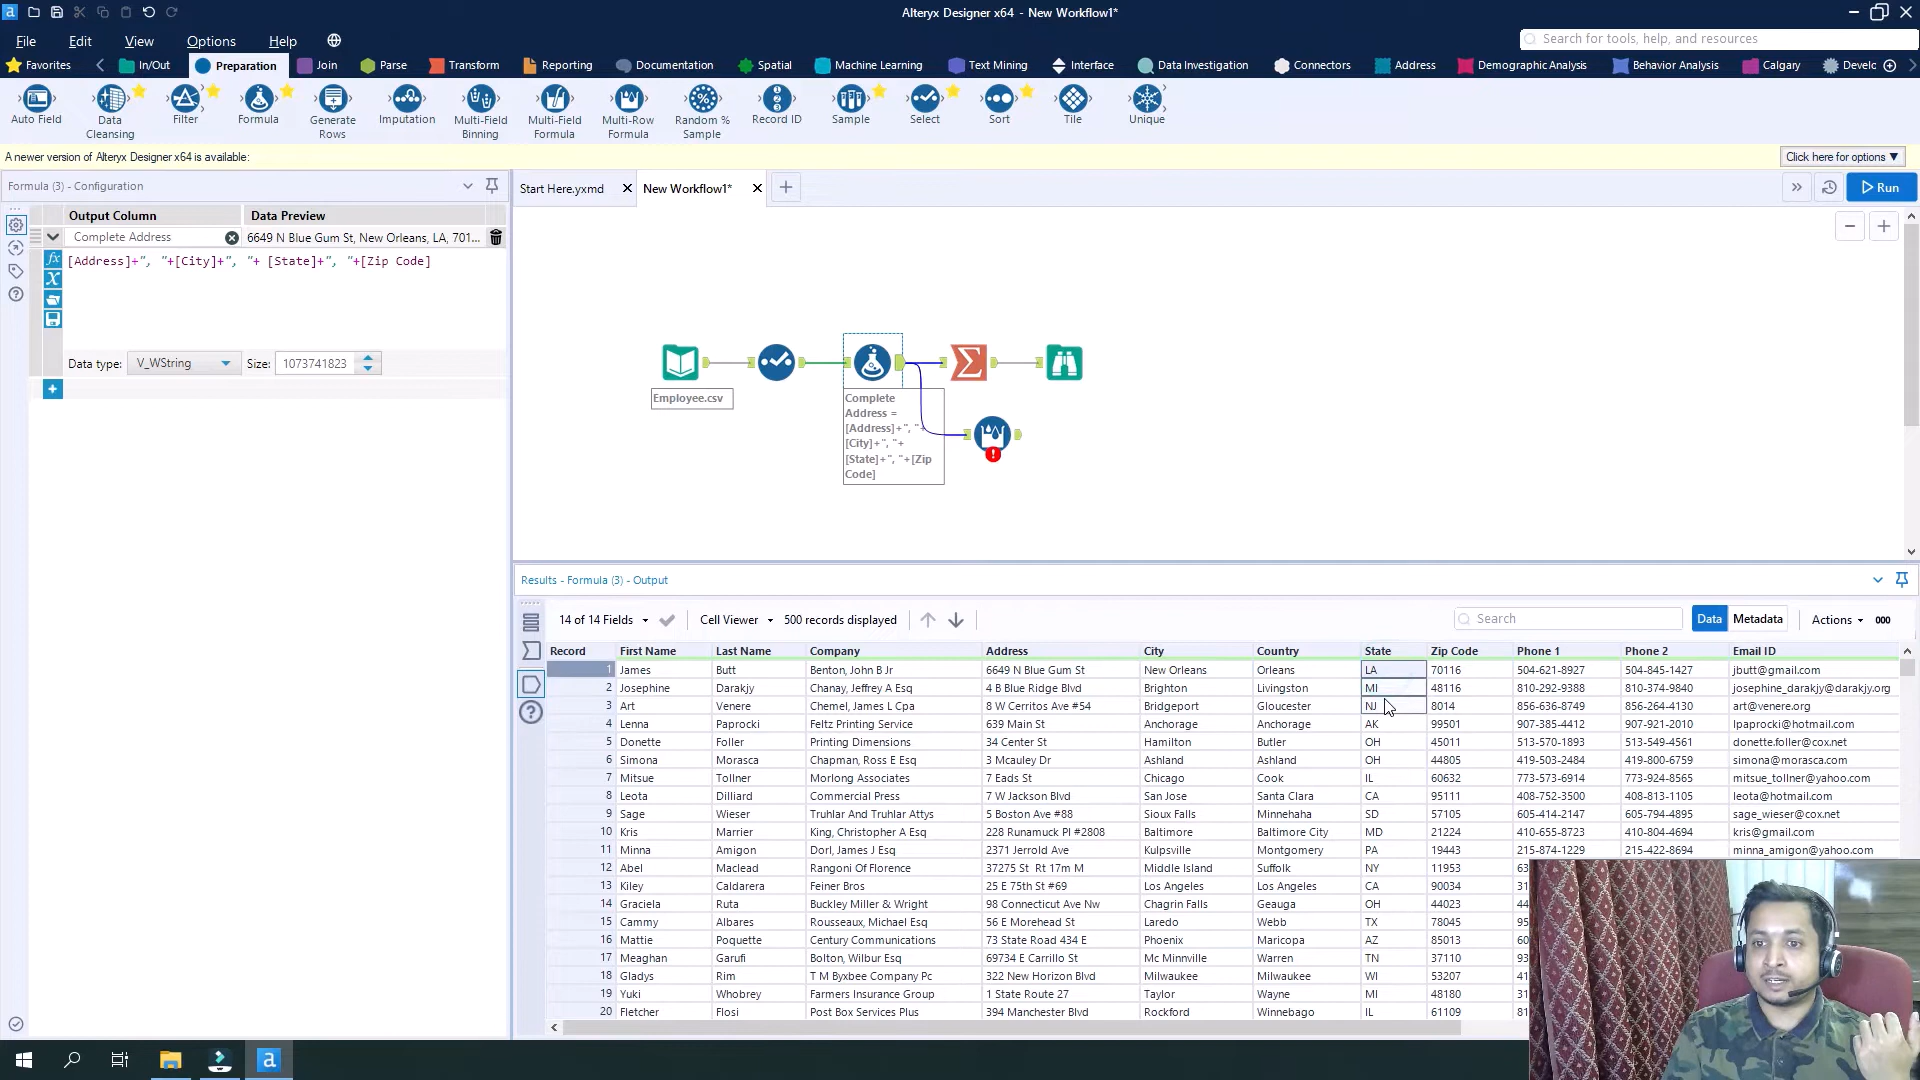 Alteryx Designer x64 - New Workflow1*
File Edit View Options Help
Search for tools, help, and resources
Favorites In/Out Preparation Join Parse Transform Reporting Documentation Spatial Machine Learning Text Mining Interface Data Investigation Connectors Address Demographic Analysis Behavior Analysis Calgary Develc
Auto Field Data Cleansing Filter Formula Generate Rows Imputation Multi-Field Binning Multi-Field Formula Multi-Row Formula Random % Sample Record ID Sample Select Sort Tile Unique
A newer version of Alteryx Designer x64 is available:
Click here for options ▼
Formula (3) - Configuration
Output Column Data Preview
Complete Address 6649 N Blue Gum St, New Orleans, LA, 701...
[Address]+", "+[City]+", "+ [State]+", "+[Zip Code]
Data type: V_WString Size: 1073741823
Start Here.yxmd New Workflow1*
Run
Employee.csv
Complete
Address =
[Address]+", "+
[City]+", "+
[State]+", "+[Zip
Code]
Results - Formula (3) - Output
14 of 14 Fields Cell Viewer 500 records displayed Search Data Metadata Actions 000
Record First Name Last Name Company Address City Country State Zip Code Phone 1 Phone 2 Email ID
1 James Butt Benton, John B Jr 6649 N Blue Gum St New Orleans Orleans LA 70116 504-621-8927 504-845-1427 jbutt@gmail.com
2 Josephine Darakjy Chanay, Jeffrey A Esq 4 B Blue Ridge Blvd Brighton Livingston MI 48116 810-292-9388 810-374-9840 josephine_darakjy@darakjy.org
3 Art Venere Chemel, James L Cpa 8 W Cerritos Ave #54 Bridgeport Gloucester NJ 8014 856-636-8749 856-264-4130 art@venere.org
4 Lenna Paprocki Feltz Printing Service 639 Main St Anchorage Anchorage AK 99501 907-385-4412 907-921-2010 lpaprocki@hotmail.com
5 Donette Foller Printing Dimensions 34 Center St Hamilton Butler OH 45011 513-570-1893 513-549-4561 donette.foller@cox.net
6 Simona Morasca Chapman, Ross E Esq 3 Mcauley Dr Ashland Ashland OH 44805 419-503-2484 419-800-6759 simona@morasca.com
7 Mitsue Tollner Morlong Associates 7 Eads St Chicago Cook IL 60632 773-573-6914 773-924-8565 mitsue_tollner@yahoo.com
8 Leota Dilliard Commercial Press 7 W Jackson Blvd San Jose Santa Clara CA 95111 408-752-3500 408-813-1105 leota@hotmail.com
9 Sage Wieser Truhlar And Truhlar Attys 5 Boston Ave #88 Sioux Falls Minnehaha SD 57105 605-414-2147 605-794-4895 sage_wieser@cox.net
10 Kris Marrier King, Christopher A Esq 228 Runamuck Pl #2808 Baltimore Baltimore City MD 21224 410-655-8723 410-804-4694 kris@gmail.com
11 Minna Amigon Dorl, James J Esq 2371 Jerrold Ave Kulpsville Montgomery PA 19443 215-874-1229 215-422-8694 minna_amigon@yahoo.com
12 Abel Maclead Rangoni Of Florence 37275 St Rt 17m M Middle Island Suffolk NY 11953 63
13 Kiley Caldarera Feiner Bros 25 E 75th St #69 Los Angeles Los Angeles CA 90034 31
14 Graciela Ruta Buckley Miller & Wright 98 Connecticut Ave Nw Chagrin Falls Geauga OH 44023 44
15 Cammy Albares Rousseaux, Michael Esq 56 E Morehead St Laredo Webb TX 78045 95
16 Mattie Poquette Century Communications 73 State Road 434 E Phoenix Maricopa AZ 85013 60
17 Meaghan Garufi Bolton, Wilbur Esq 69734 E Carrillo St Mc Minnville Warren TN 37110 93
18 Gladys Rim T M Byxbee Company Pc 322 New Horizon Blvd Milwaukee Milwaukee WI 53207 41
19 Yuki Whobrey Farmers Insurance Group 1 State Route 27 Taylor Wayne MI 48180 31
20 Fletcher Flosi Post Box Services Plus 394 Manchester Blvd Rockford Winnebago IL 61109 81